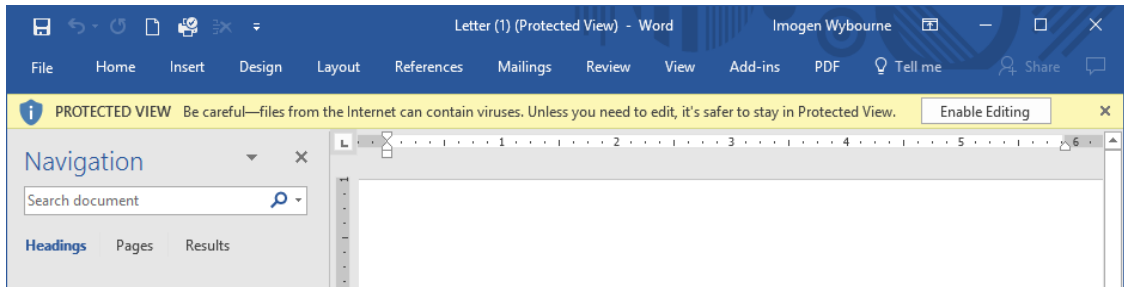 Letter (1) (Protected View) - Word Imogen Wybourne
File Home Insert Design Layout References Mailings Review View Add-ins PDF Tell me Share
PROTECTED VIEW Be careful—files from the Internet can contain viruses. Unless you need to edit, it's safer to stay in Protected View. Enable Editing
L 1 2 3 4 5 6
Navigation
1
Search document
Headings Pages Results